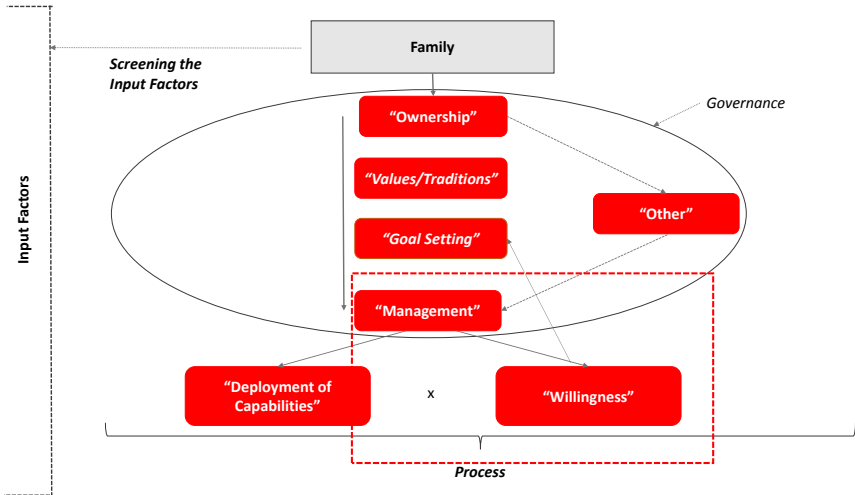 Family
Screening the
Input Factors
Governance
“Ownership”
“Values/Traditions”
“Other”
“Goal Setting”
Input Factors
“Management”
“Deployment of
Capabilities”
x
“Willingness”
Process